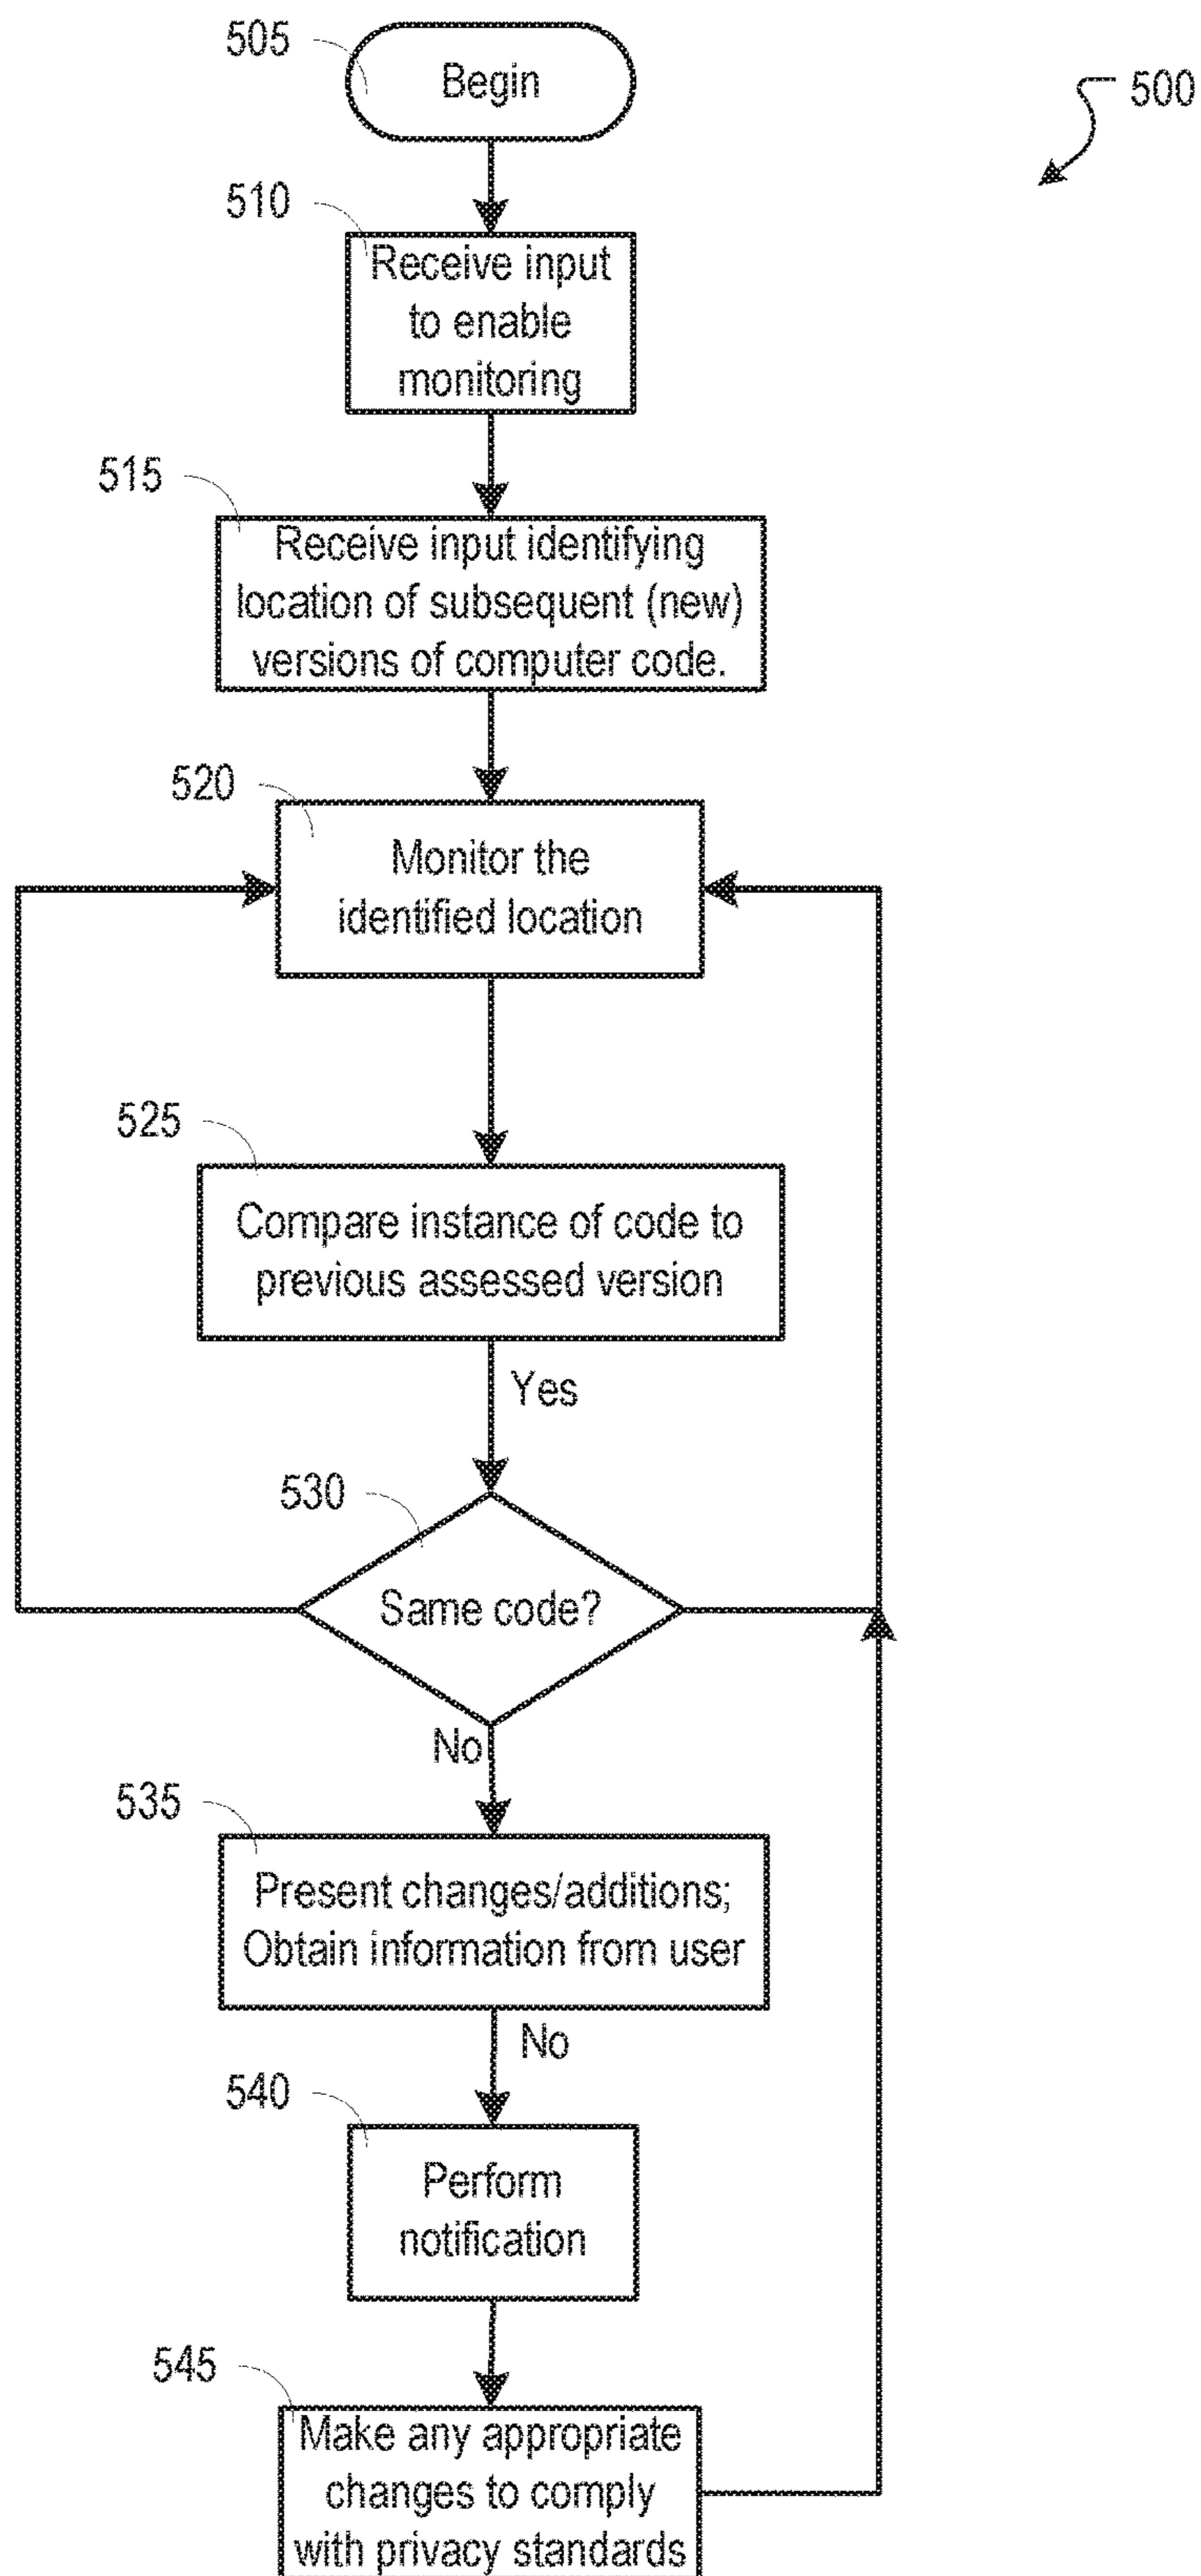 505
Begin
500
510
Receive input
to enable
monitoring
515
Receive input identifying
location of subsequent (new)
versions of computer code.
520
Monitor the
identified location
525
Compare instance of code to
previous assessed version
Yes
530
Same code?
No
535
Present changes/additions;
Obtain information from user
No
540
Perform
notification
545
Make any appropriate
changes to comply
with privacy standards